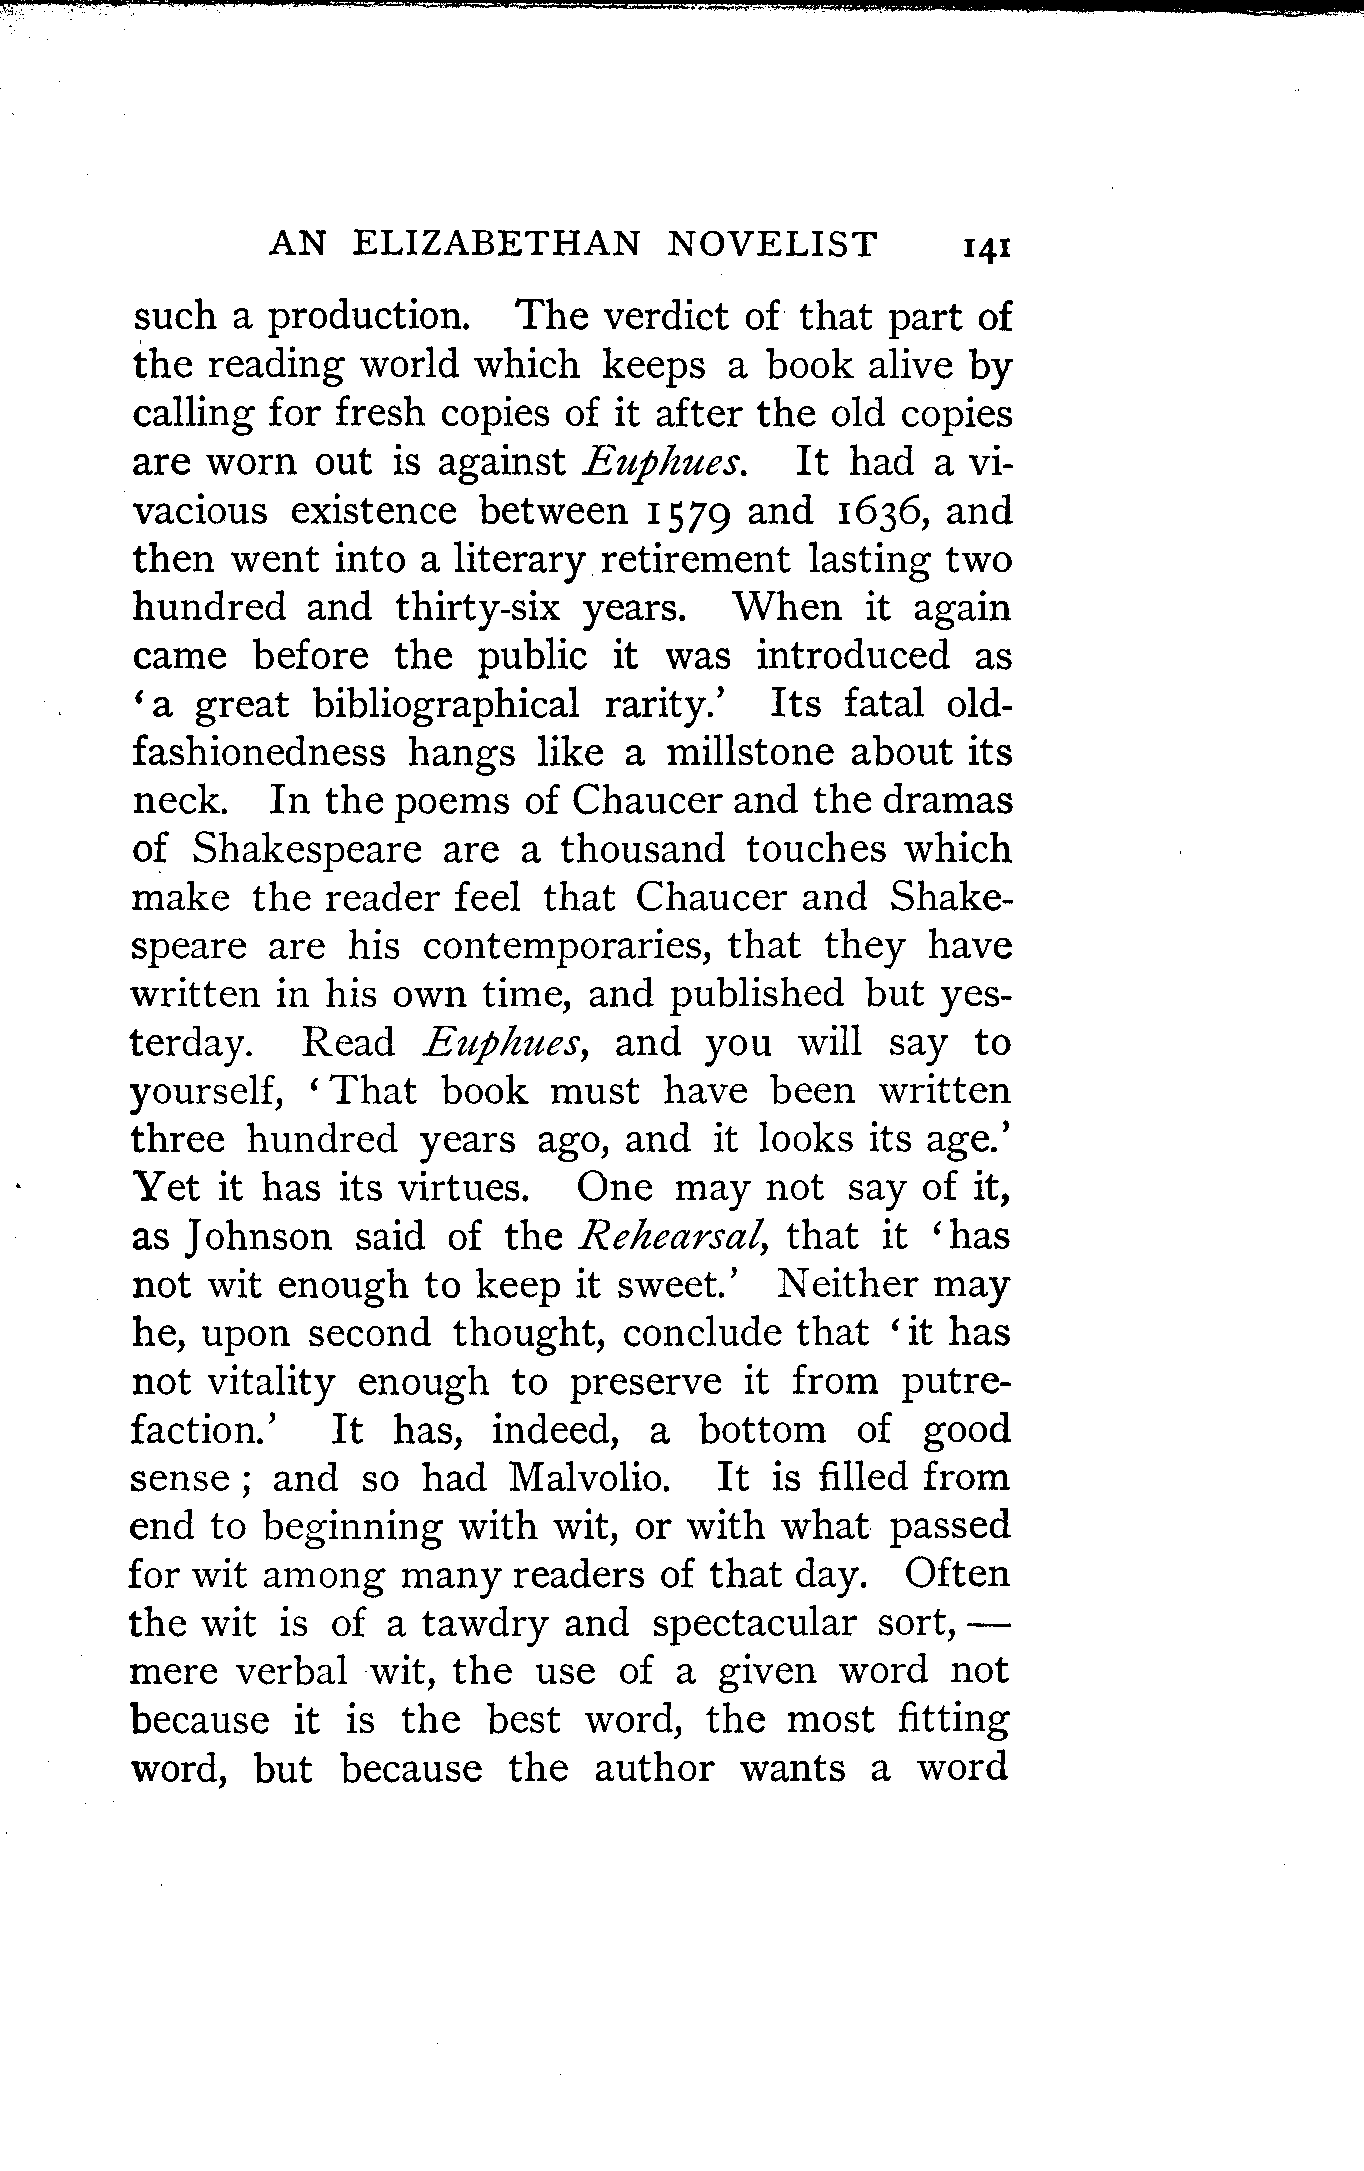 AN ELIZABETHAN NOVELIST 141
such a production. The verdict of that part of
the reading world which keeps a book alive by
calling for fresh copies of it after the old copies
are worn out is against Euphues. It had a vi-
vacious existence between 1579 and 1636, and
then went into a literary retirement lasting two
hundred and thirty-six years. When it again
came before the public it was introduced as
‘a great bibliographical rarity.’ Its fatal old-
fashionedness hangs like a millstone about its
neck. In the poems of Chaucer and the dramas
of Shakespeare are a thousand touches which
make the reader feel that Chaucer and Shake-
speare are his contemporaries, that they have
written in his own time, and published but yes-
terday. Read Euphues, and you will say to
yourself, ‘That book must have been written
three hundred years ago, and it looks its age.’
Yet it has its virtues. One may not say of it,
as Johnson said of the Rehearsal, that it ‘has
not wit enough to keep it sweet.’ Neither may
he, upon second thought, conclude that ‘it has
not vitality enough to preserve it from putre-
faction.’ It has, indeed, a bottom of good
sense; and so had Malvolio. It is filled from
end to beginning with wit, or with what passed
for wit among many readers of that day. Often
the wit is of a tawdry and spectacular sort,—
mere verbal wit, the use of a given word not
because it is the best word, the most fitting
word, but because the author wants a word